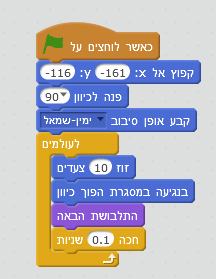 כאשר לוחצים על
קפוץ אל x: -161 y: -116
פנה לכיוון 90
קבע אופן סיבוב ימין-שמאל
לעולמים
זוז 10 צעדים
בנגיעה במסגרת הפוך כיוון
התלבושת הבאה
חכה 0.1 שניות